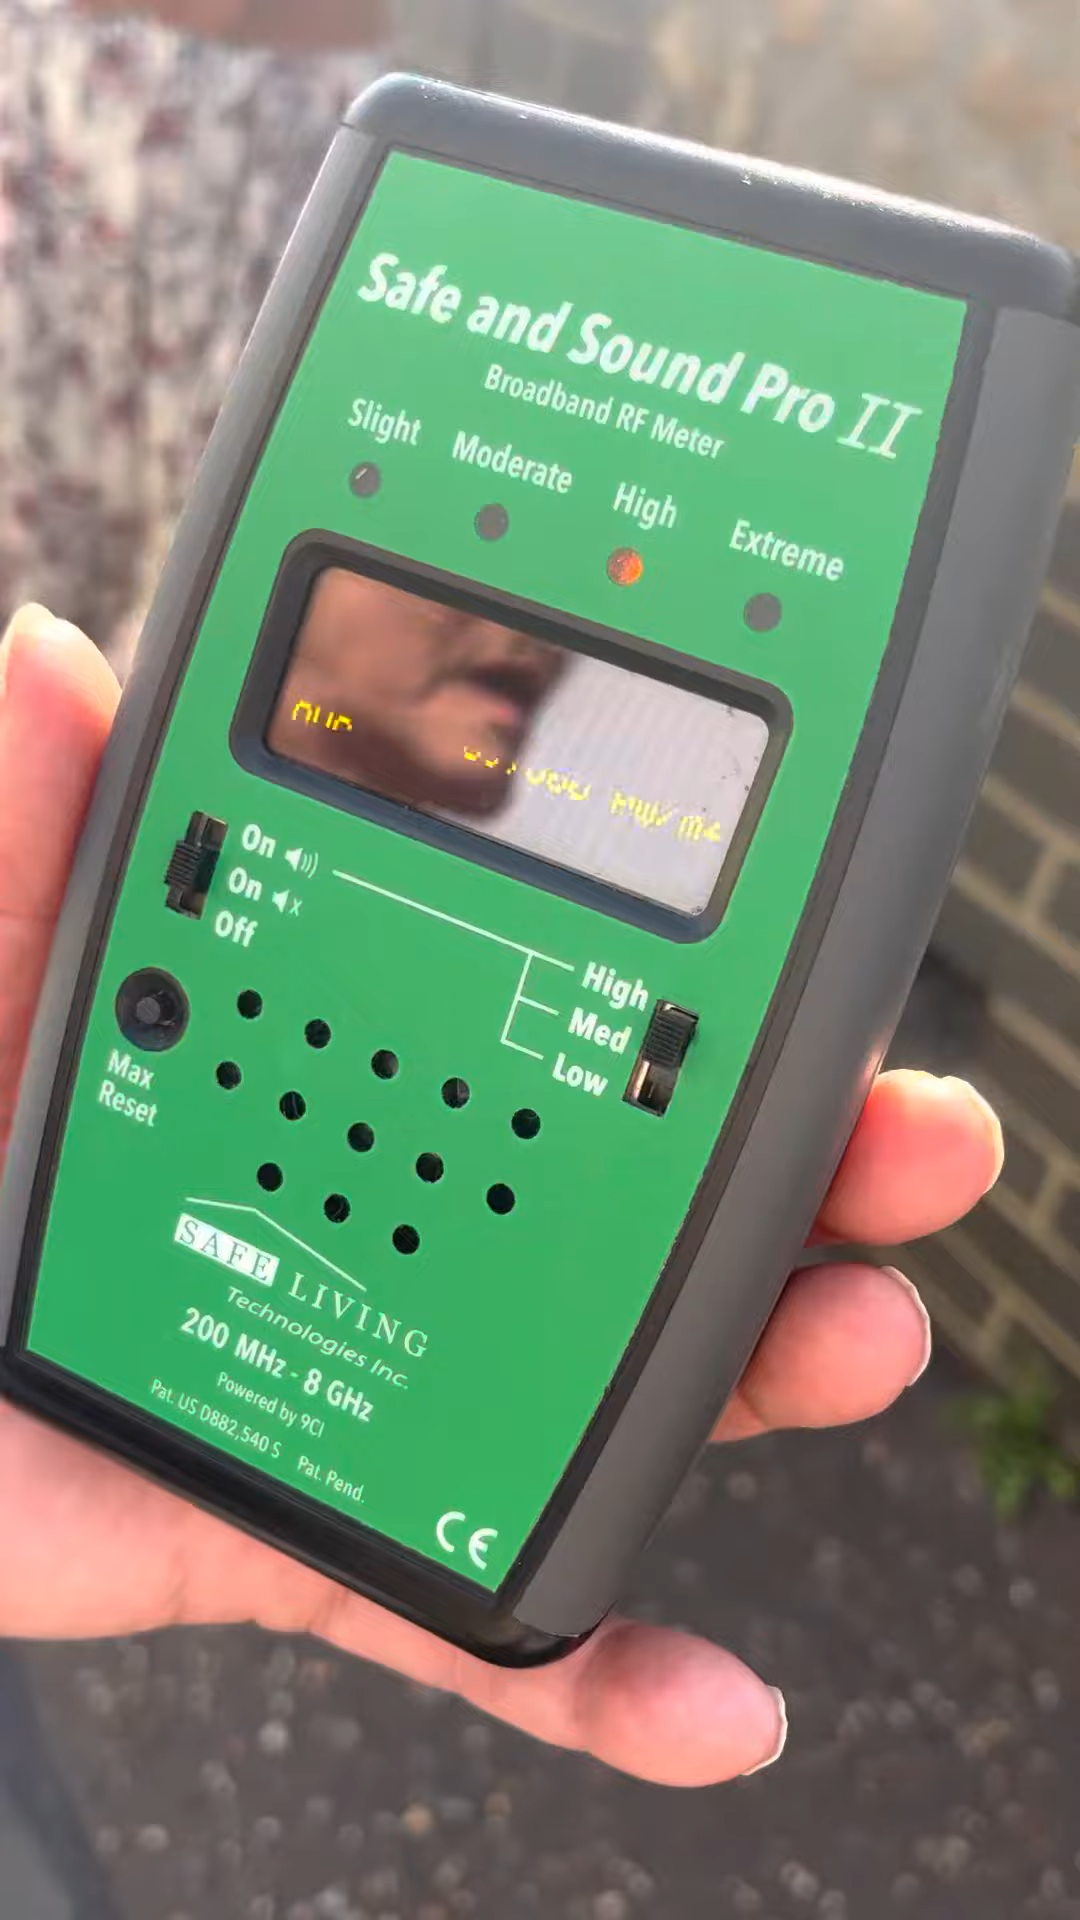 Safe and Sound Pro II
Broadband RF Meter
Slight Moderate High Extreme
On
On
Off
High
Med
Low
Max
Reset
SAFE LIVING
Technologies Inc.
200 MHz - 8 GHz
Powered by 9CI
Pat. US D882,540 S Pat. Pend.
CE